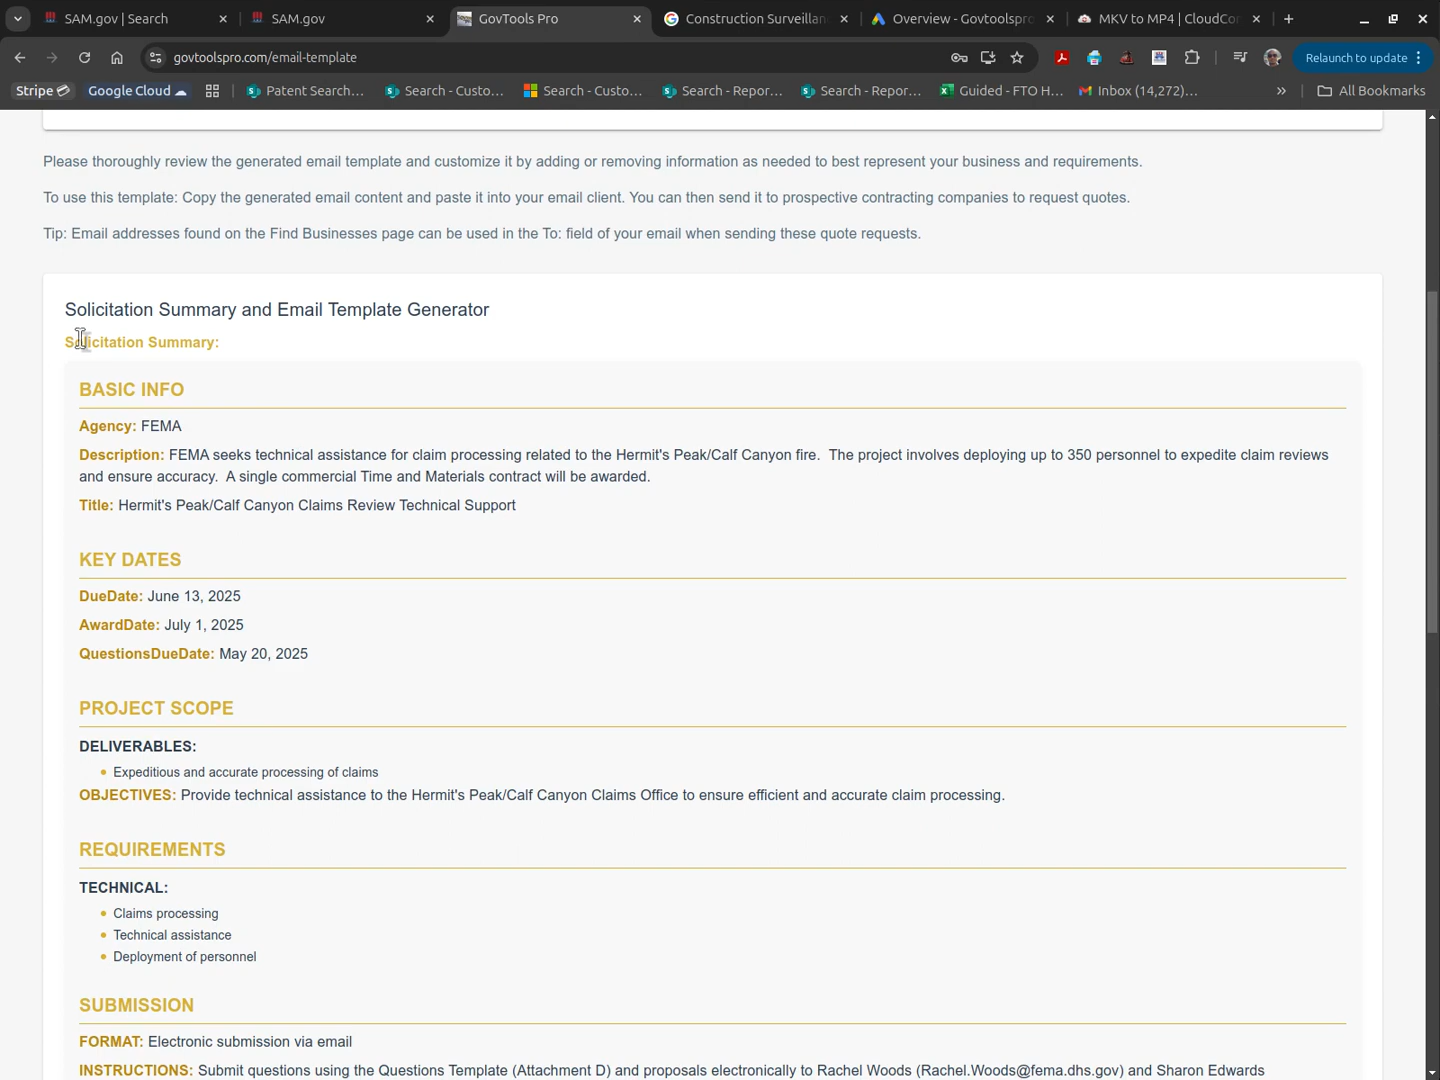 SAM.gov | Search
SAM.gov
GovTools Pro
Construction Surveillan
Overview - Govtoolspro
MKV to MP4 | CloudCon
govtoolspro.com/email-template
Relaunch to update
Stripe
Google Cloud
Patent Search...
Search - Custo...
Search - Custo...
Search - Repor...
Search - Repor...
Guided - FTO H...
Inbox (14,272)...
All Bookmarks
Please thoroughly review the generated email template and customize it by adding or removing information as needed to best represent your business and requirements.
To use this template: Copy the generated email content and paste it into your email client. You can then send it to prospective contracting companies to request quotes.
Tip: Email addresses found on the Find Businesses page can be used in the To: field of your email when sending these quote requests.
Solicitation Summary and Email Template Generator
Solicitation Summary:
BASIC INFO
Agency: FEMA
Description: FEMA seeks technical assistance for claim processing related to the Hermit's Peak/Calf Canyon fire. The project involves deploying up to 350 personnel to expedite claim reviews
and ensure accuracy. A single commercial Time and Materials contract will be awarded.
Title: Hermit's Peak/Calf Canyon Claims Review Technical Support
KEY DATES
DueDate: June 13, 2025
AwardDate: July 1, 2025
QuestionsDueDate: May 20, 2025
PROJECT SCOPE
DELIVERABLES:
• Expeditious and accurate processing of claims
OBJECTIVES: Provide technical assistance to the Hermit's Peak/Calf Canyon Claims Office to ensure efficient and accurate claim processing.
REQUIREMENTS
TECHNICAL:
• Claims processing
• Technical assistance
• Deployment of personnel
SUBMISSION
FORMAT: Electronic submission via email
INSTRUCTIONS: Submit questions using the Questions Template (Attachment D) and proposals electronically to Rachel Woods (Rachel.Woods@fema.dhs.gov) and Sharon Edwards